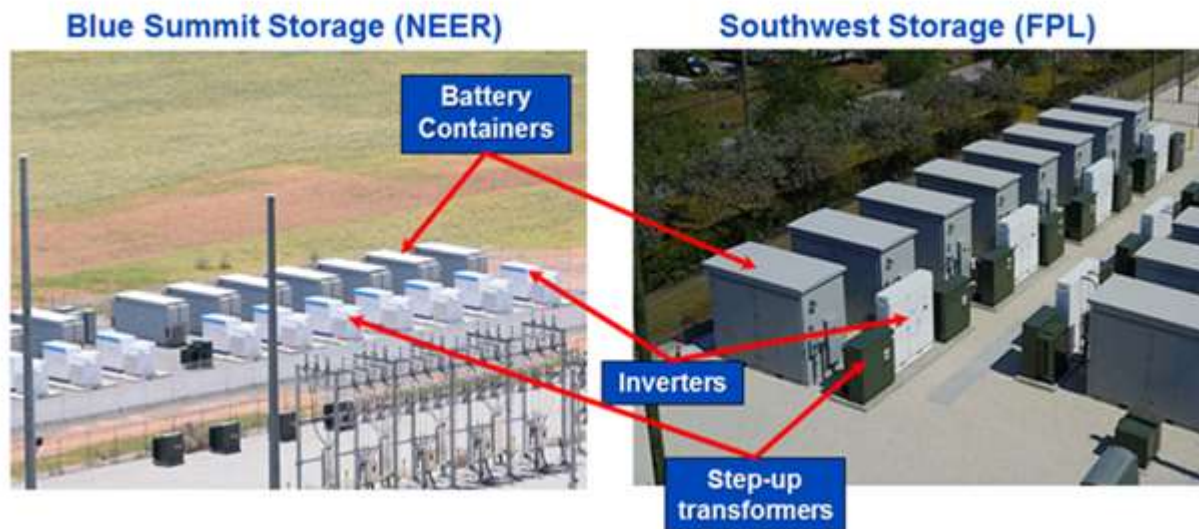 Blue Summit Storage (NEER)
Southwest Storage (FPL)
Battery
Containers
Inverters
Step-up
transformers